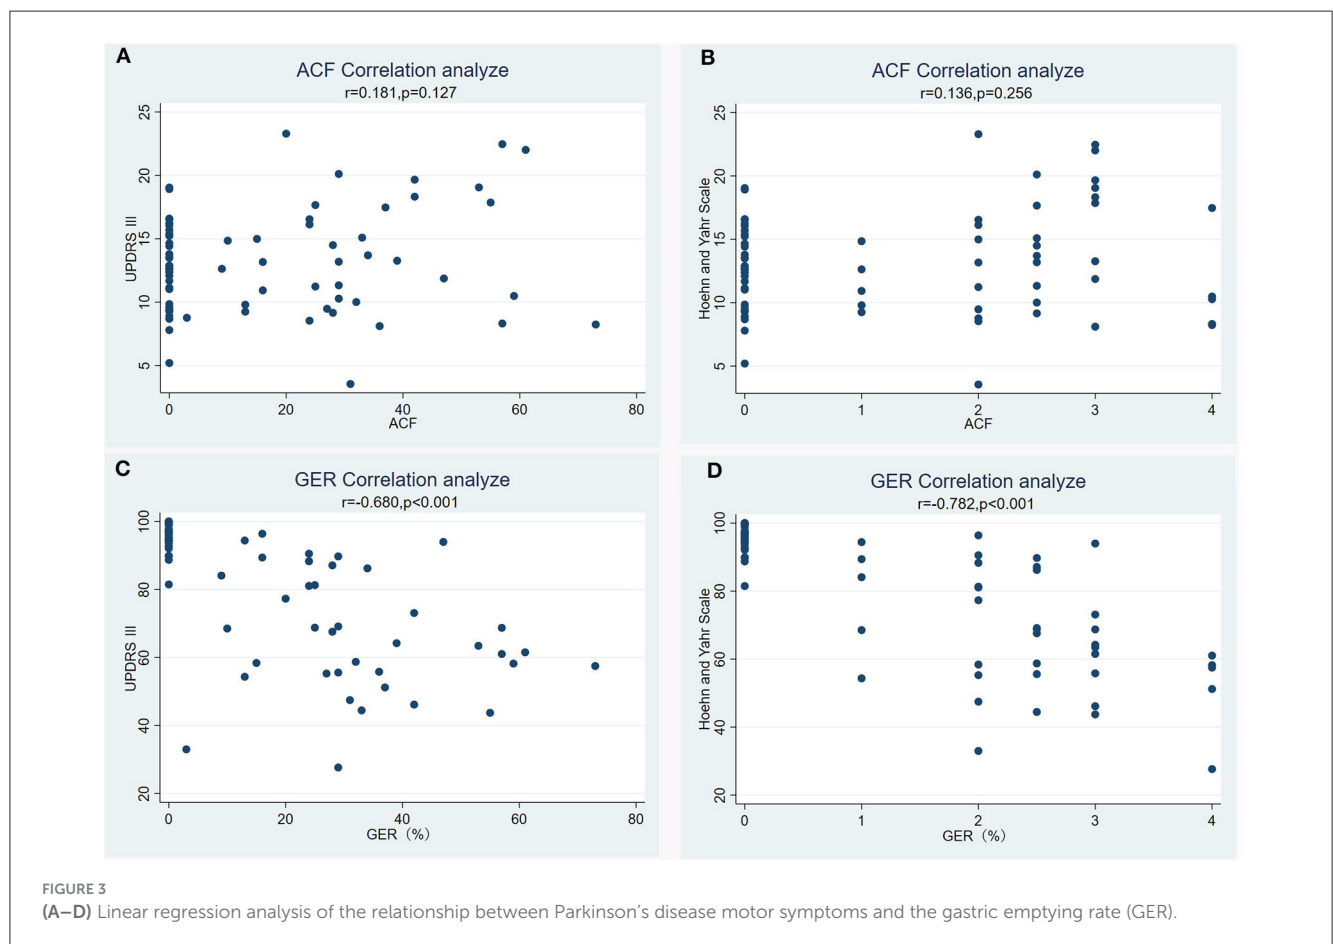 A
ACF Correlation analyze
r=0.181,p=0.127
UPDRS III
25
20
15
10
5
0 20 40 60 80
ACF
B
ACF Correlation analyze
r=0.136,p=0.256
Hoehn and Yahr Scale
25
20
15
10
5
0 1 2 3 4
ACF
C
GER Correlation analyze
r=-0.680,p<0.001
UPDRS III
100
80
60
40
20
0 20 40 60 80
GER（%）
D
GER Correlation analyze
r=-0.782,p<0.001
Hoehn and Yahr Scale
100
80
60
40
20
0 1 2 3 4
GER（%）
FIGURE 3
(A–D) Linear regression analysis of the relationship between Parkinson's disease motor symptoms and the gastric emptying rate (GER).